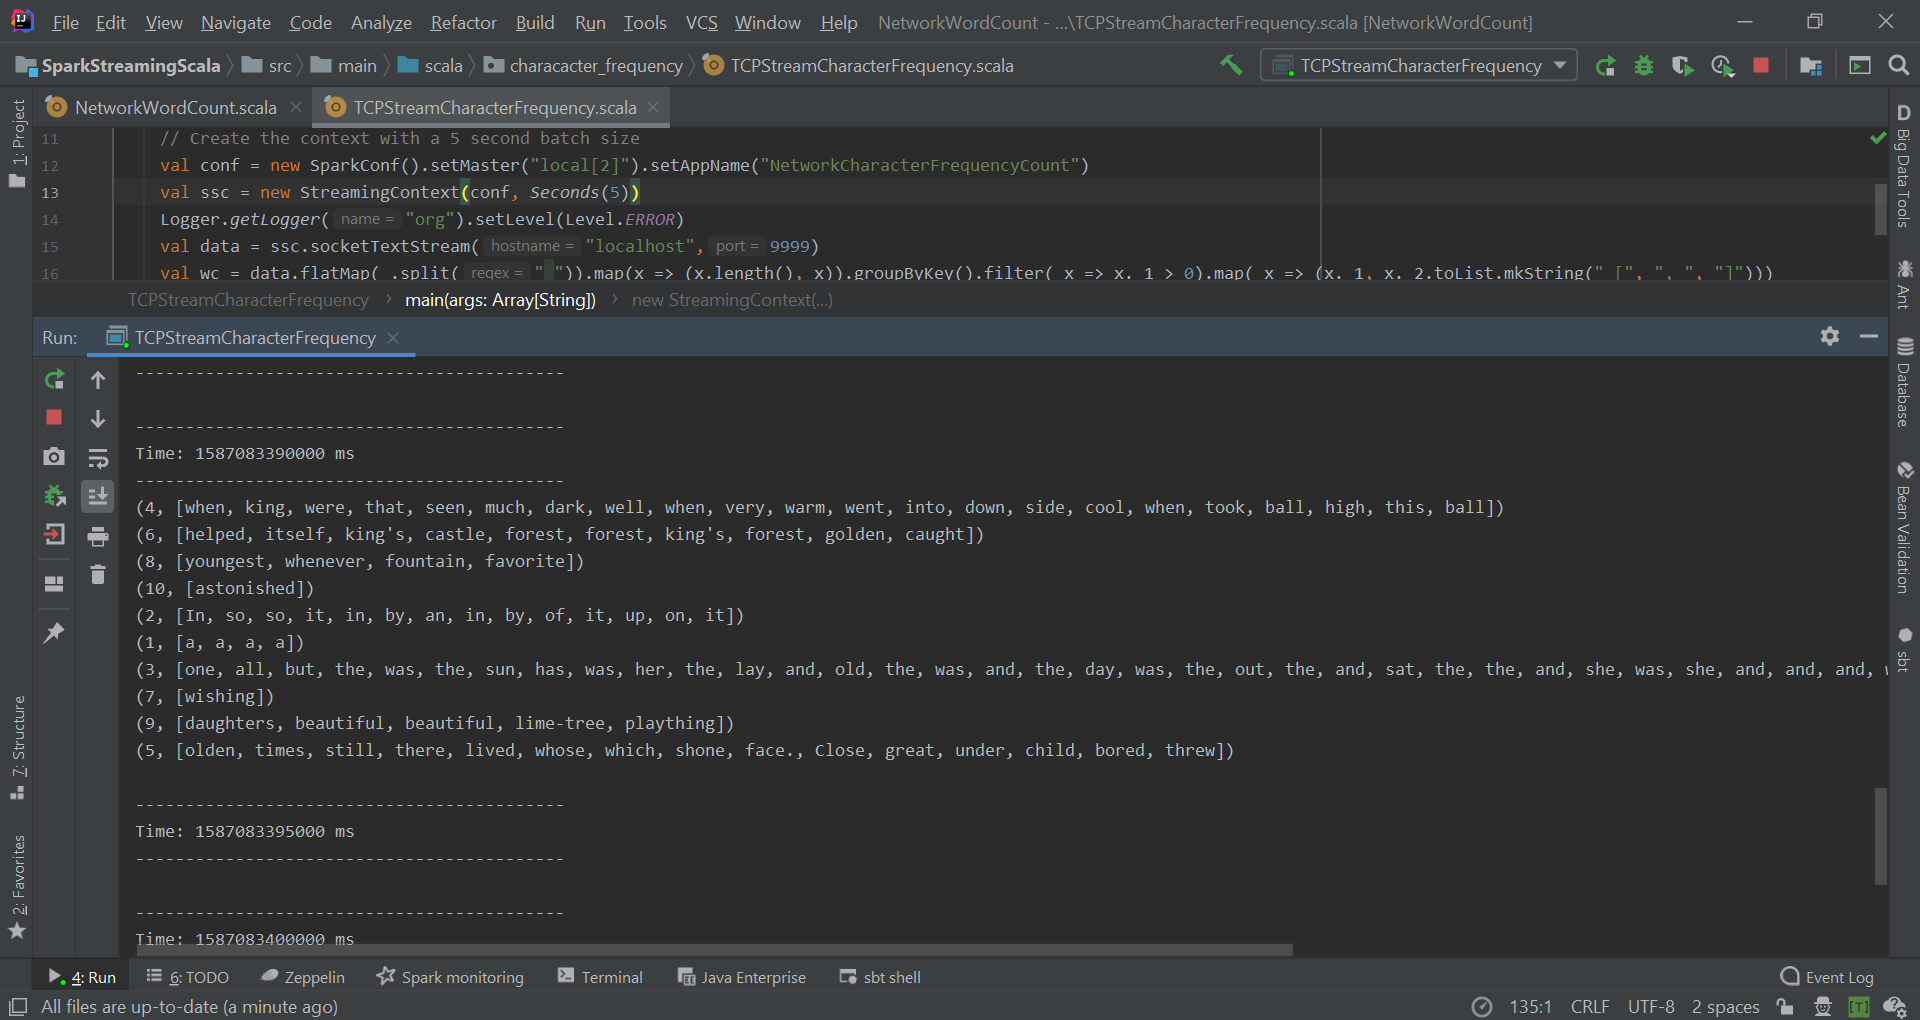 File Edit View Navigate Code Analyze Refactor Build Run Tools VCS Window Help NetworkWordCount - ...\TCPStreamCharacterFrequency.scala [NetworkWordCount]
SparkStreamingScala src main scala characacter_frequency TCPStreamCharacterFrequency.scala TCPStreamCharacterFrequency
NetworkWordCount.scala TCPStreamCharacterFrequency.scala
11 // Create the context with a 5 second batch size
12 val conf = new SparkConf().setMaster("local[2]").setAppName("NetworkCharacterFrequencyCount")
13 val ssc = new StreamingContext(conf, Seconds(5))
14 Logger.getLogger( name = "org").setLevel(Level.ERROR)
15 val data = ssc.socketTextStream( hostname = "localhost", port = 9999)
16 val wc = data.flatMap(_.split( regex = " ")).map(x => (x.length(), x)).groupByKey().filter( x => x._1 > 0).map( x => (x._1, x._2.toList.mkString(" [", ", ", "]")))
TCPStreamCharacterFrequency › main(args: Array[String]) › new StreamingContext(...)
Run: TCPStreamCharacterFrequency
-------------------------------------------
-------------------------------------------
Time: 1587083390000 ms
-------------------------------------------
(4, [when, king, were, that, seen, much, dark, well, when, very, warm, went, into, down, side, cool, when, took, ball, high, this, ball])
(6, [helped, itself, king's, castle, forest, forest, king's, forest, golden, caught])
(8, [youngest, whenever, fountain, favorite])
(10, [astonished])
(2, [In, so, so, it, in, by, an, in, by, of, it, up, on, it])
(1, [a, a, a, a])
(3, [one, all, but, the, was, the, sun, has, was, her, the, lay, and, old, the, was, and, the, day, was, the, out, the, and, sat, the, the, and, she, was, she, and, and, and,
(7, [wishing])
(9, [daughters, beautiful, beautiful, lime-tree, plaything])
(5, [olden, times, still, there, lived, whose, which, shone, face., Close, great, under, child, bored, threw])
-------------------------------------------
Time: 1587083395000 ms
-------------------------------------------
-------------------------------------------
Time: 1587083400000 ms
1: Project
7: Structure
2: Favorites
D
Big Data Tools
Ant
Database
Bean Validation
sbt
4: Run 6: TODO Zeppelin Spark monitoring Terminal Java Enterprise sbt shell Event Log
All files are up-to-date (a minute ago) 135:1 CRLF UTF-8 2 spaces [T]